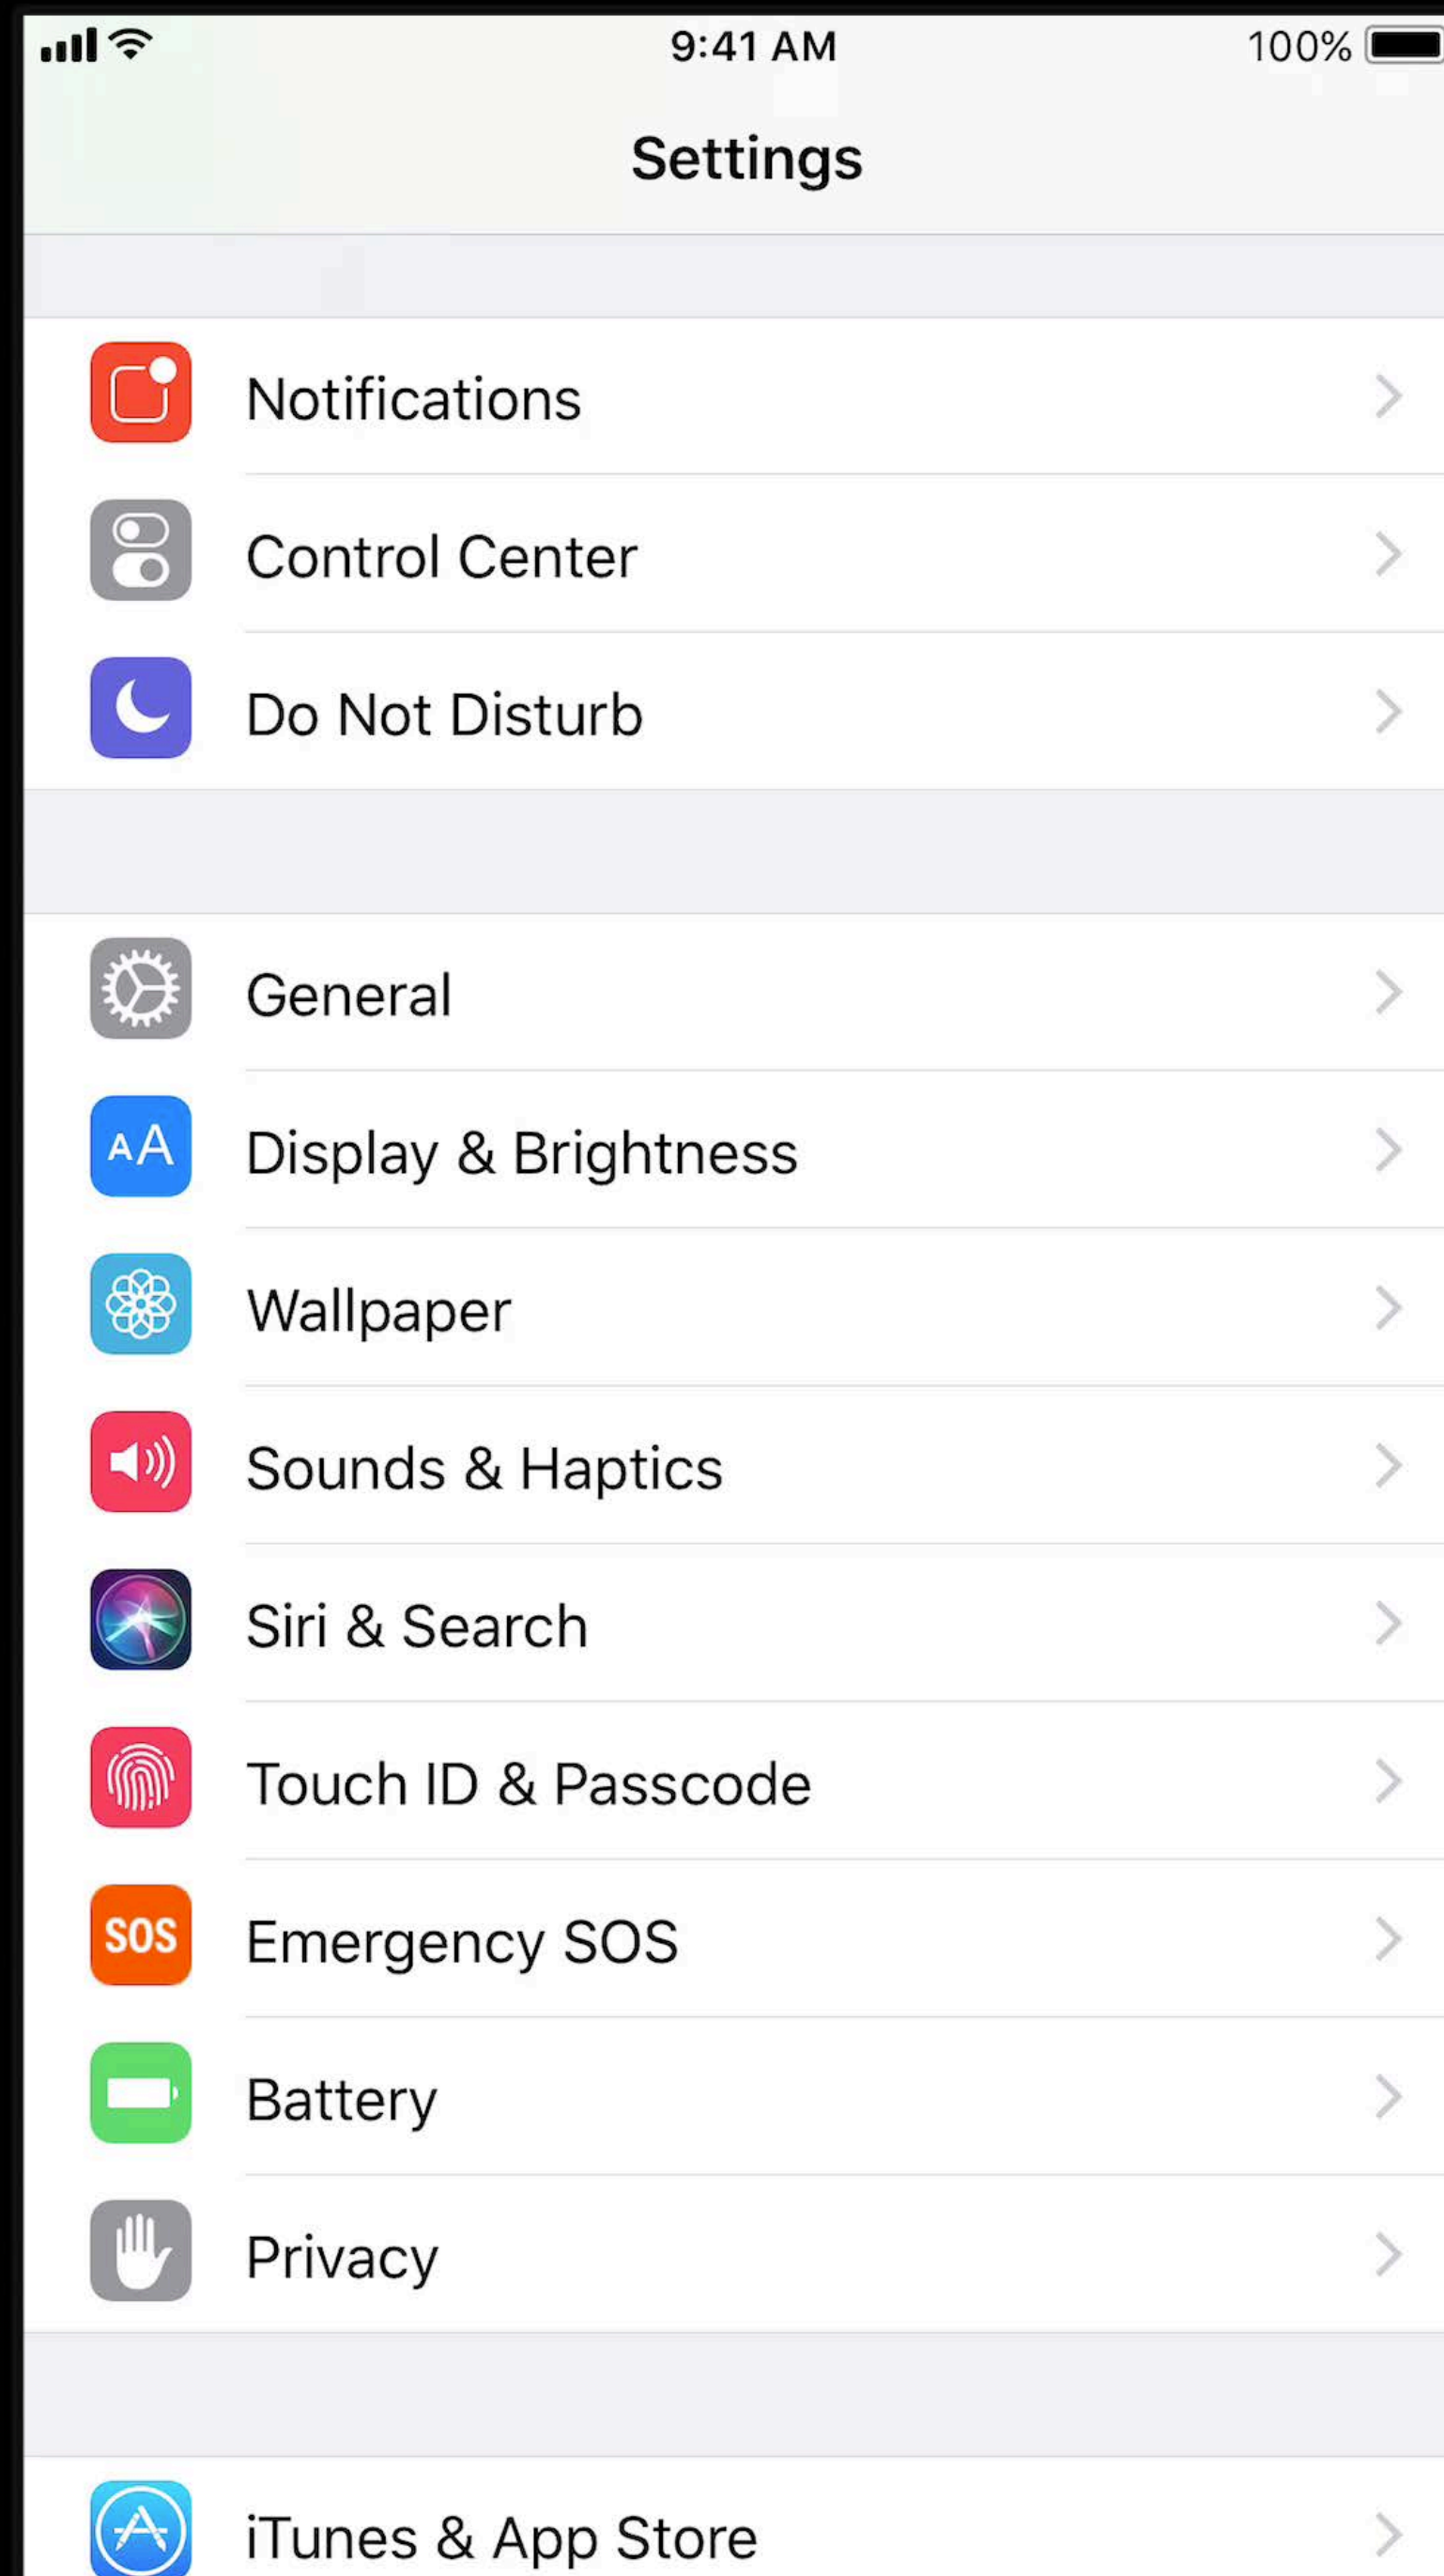 9:41 AM 100%
Settings
Notifications
Control Center
Do Not Disturb
General
AA Display & Brightness
Wallpaper
Sounds & Haptics
Siri & Search
Touch ID & Passcode
SOS Emergency SOS
Battery
Privacy
iTunes & App Store